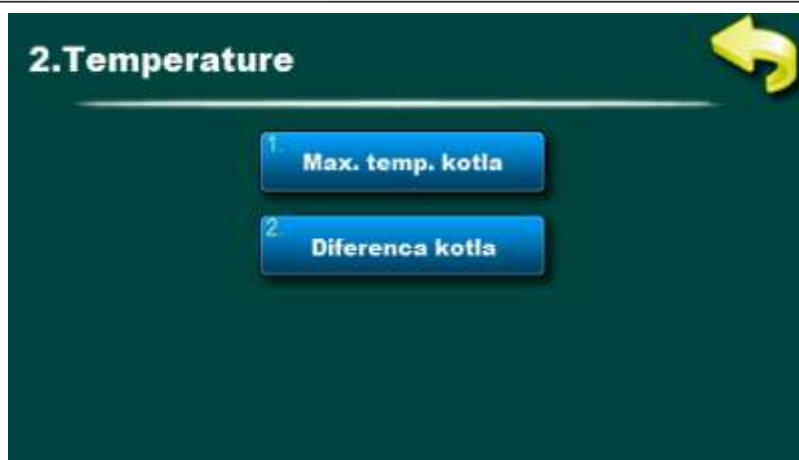 2.Temperature
1.
Max. temp. kotla
2.
Diferenca kotla